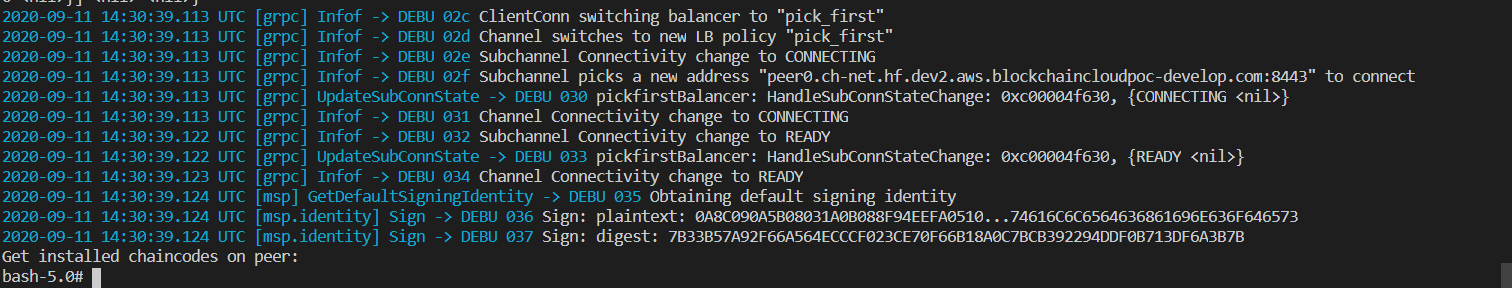 2020-09-11 14:30:39.113 UTC [grpc] Infof -> DEBU 02c ClientConn switching balancer to "pick_first"
2020-09-11 14:30:39.113 UTC [grpc] Infof -> DEBU 02d Channel switches to new LB policy "pick_first"
2020-09-11 14:30:39.113 UTC [grpc] Infof -> DEBU 02e Subchannel Connectivity change to CONNECTING
2020-09-11 14:30:39.113 UTC [grpc] Infof -> DEBU 02f Subchannel picks a new address "peer0.ch-net.hf.dev2.aws.blockchaincloudpoc-develop.com:8443" to connect
2020-09-11 14:30:39.113 UTC [grpc] UpdateSubConnState -> DEBU 030 pickfirstBalancer: HandleSubConnStateChange: 0xc00004f630, {CONNECTING <nil>}
2020-09-11 14:30:39.113 UTC [grpc] Infof -> DEBU 031 Channel Connectivity change to CONNECTING
2020-09-11 14:30:39.122 UTC [grpc] Infof -> DEBU 032 Subchannel Connectivity change to READY
2020-09-11 14:30:39.122 UTC [grpc] UpdateSubConnState -> DEBU 033 pickfirstBalancer: HandleSubConnStateChange: 0xc00004f630, {READY <nil>}
2020-09-11 14:30:39.123 UTC [grpc] Infof -> DEBU 034 Channel Connectivity change to READY
2020-09-11 14:30:39.124 UTC [msp] GetDefaultSigningIdentity -> DEBU 035 Obtaining default signing identity
2020-09-11 14:30:39.124 UTC [msp.identity] Sign -> DEBU 036 Sign: plaintext: 0A8C090A5B08031A0B088F94EEFA0510...74616C6C6564636861696E636F646573
2020-09-11 14:30:39.124 UTC [msp.identity] Sign -> DEBU 037 Sign: digest: 7B33B57A92F66A564ECCCF023CE70F66B18A0C7BCB392294DDF0B713DF6A3B7B
Get installed chaincodes on peer:
bash-5.0#